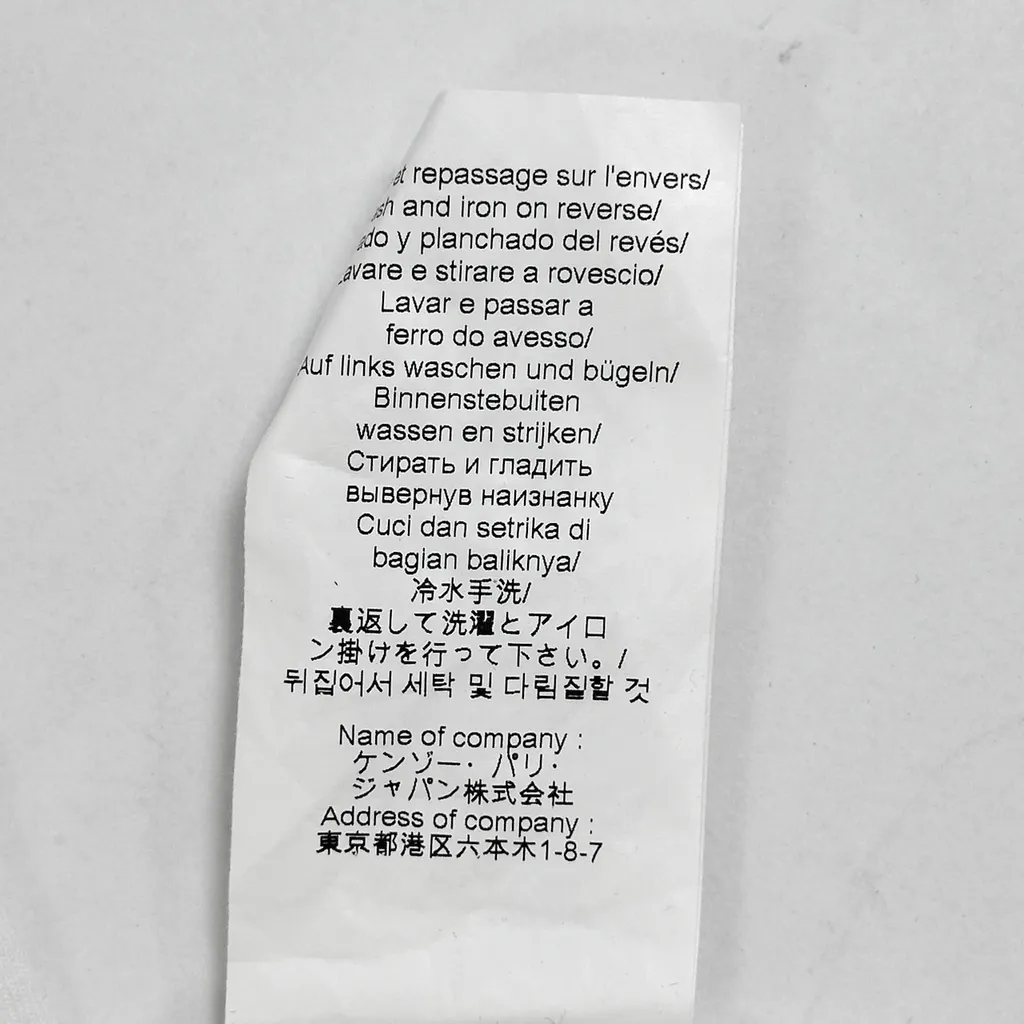 et repassage sur l'envers/
and iron on reverse/
y planchado del revés/
e stirare a rovescio/
Lavar e passar a
ferro do avesso/
Auf links waschen und bügeln/
Binnenstebuiten
wassen en strijken/
Стирать и гладить
вывернув наизнанку
Cuci dan setrika di
bagian baliknya/
冷水手洗/
裏返して洗濯とアイロ
ン掛けを行って下さい。/
뒤집어서 세탁 및 다림질할 것
Name of company :
ケンゾー・パリ・
ジャパン株式会社
Address of company :
東京都港区六本木1-8-7